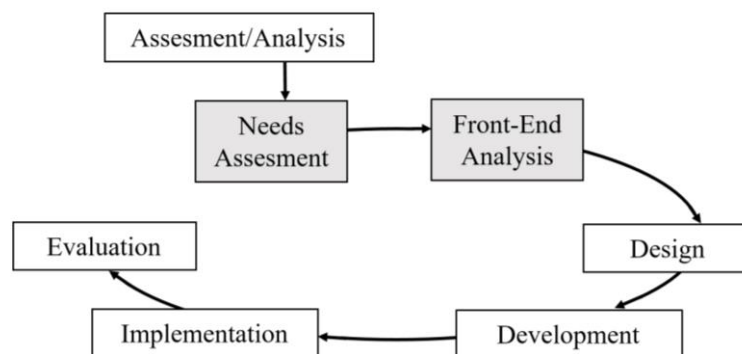 Assesment/Analysis
Needs
Assesment
Front-End
Analysis
Design
Development
Implementation
Evaluation